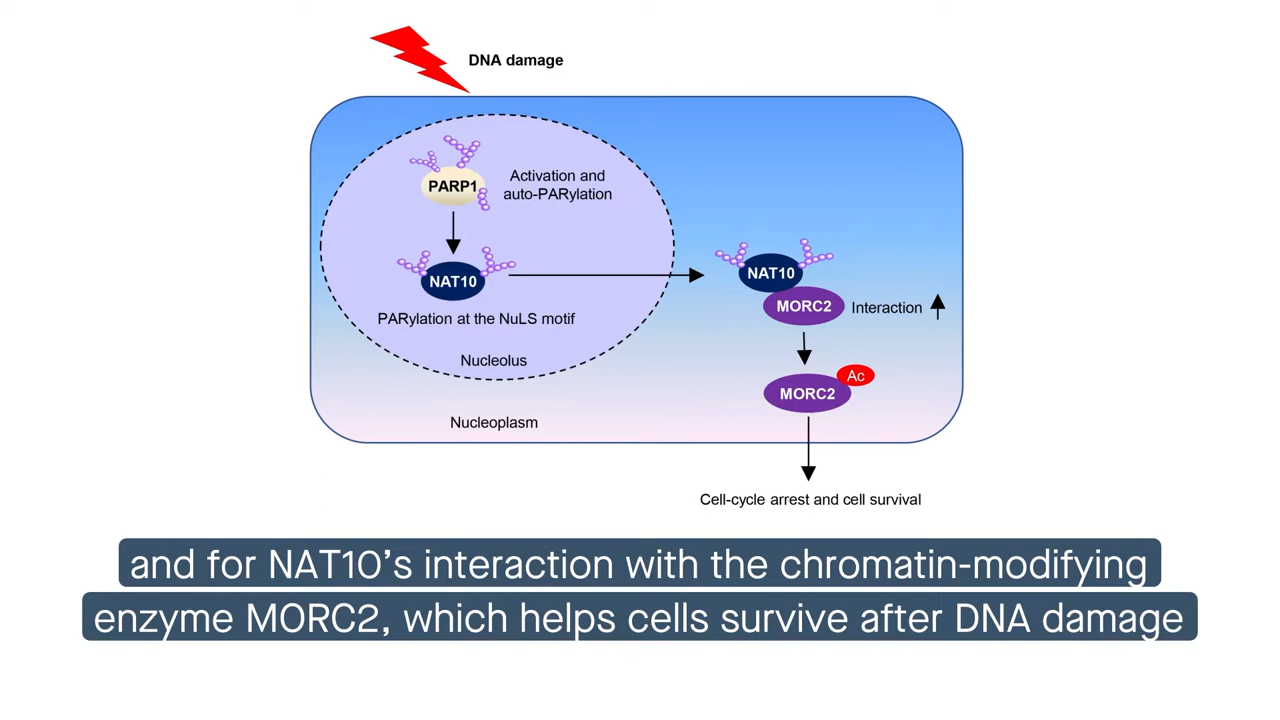 DNA damage
PARP1
Activation and
auto-PARylation
NAT10
PARylation at the NuLS motif
Nucleolus
Nucleoplasm
NAT10
MORC2
Interaction
Ac
MORC2
Cell-cycle arrest and cell survival
and for NAT10’s interaction with the chromatin-modifying
enzyme MORC2, which helps cells survive after DNA damage